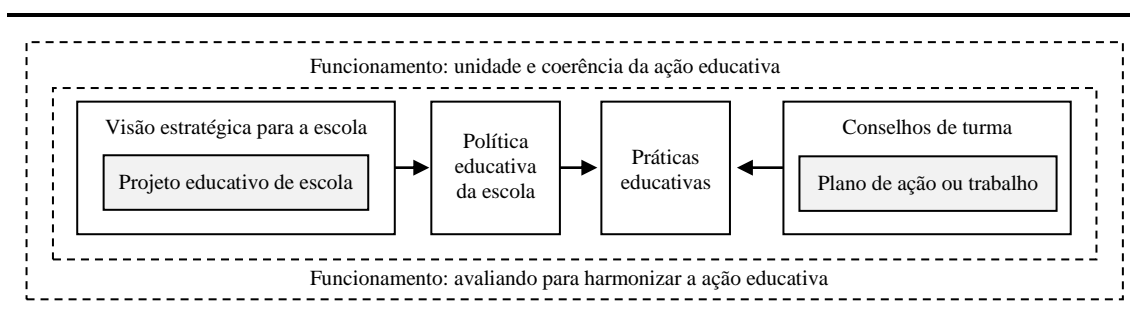 Funcionamento: unidade e coerência da ação educativa
Visão estratégica para a escola
Projeto educativo de escola
Política
educativa
da escola
Práticas
educativas
Conselhos de turma
Plano de ação ou trabalho
Funcionamento: avaliando para harmonizar a ação educativa